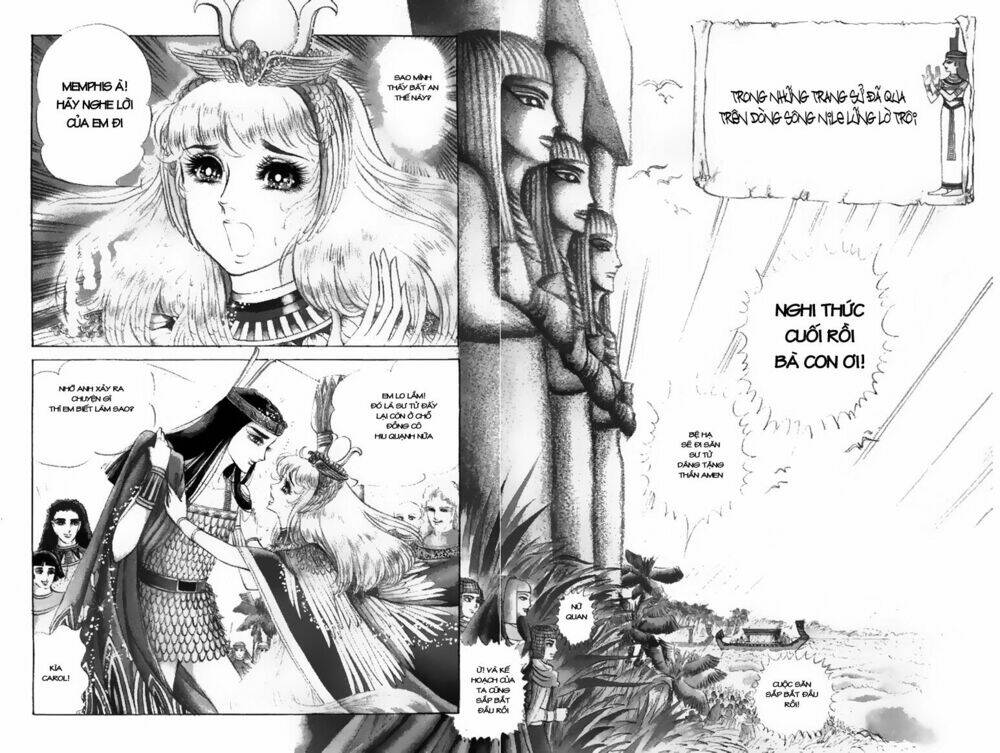 TRONG NHỮNG TRANG SỬ ĐÃ QUA
TRÊN DÒNG SÔNG NILE LỮNG LỜ TRÔI
NGHI THỨC
CUỐI RỒI
BÀ CON ƠI!
BỆ HẠ
SẼ ĐI SĂN
SƯ TỬ
DÂNG TẶNG
THẦN AMEN
NỮ
QUAN
CUỘC SĂN
SẮP BẮT ĐẦU
RỒI!
Ừ! VÀ KẾ
HOẠCH CỦA
TA CŨNG
SẮP BẮT
ĐẦU RỒI
SAO MÌNH
THẤY BẤT AN
THẾ NÀY?
MEMPHIS À!
HÃY NGHE LỜI
CỦA EM ĐI
EM LO LẮM!
ĐÓ LÀ SƯ TỬ ĐẤY
LẠI CÒN Ở CHỖ
ĐỒNG CỎ
HIU QUẠNH NỮA
NHỠ ANH XẢY RA
CHUYỆN GÌ
THÌ EM BIẾT LÀM SAO?
KÌA
CAROL!